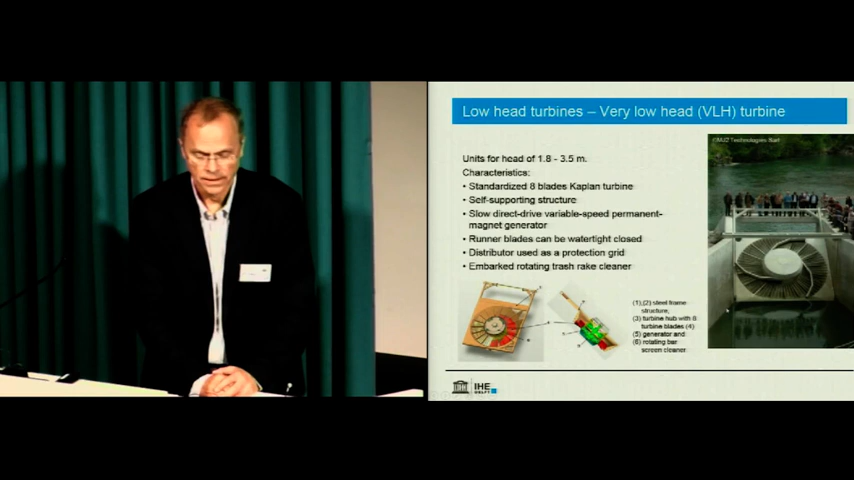 Low head turbines – Very low head (VLH) turbine
Units for head of 1.8 - 3.5 m.
Characteristics:
• Standardized 8 blades Kaplan turbine
• Self-supporting structure
• Slow direct-drive variable-speed permanent-
magnet generator
• Runner blades can be watertight closed
• Distributor used as a protection grid
• Embarked rotating trash rake cleaner
(1),(2) steel frame
structure,
(3) turbine hub with 8
turbine blades (4)
(5) generator and
(6) rotating bar
screen cleaner
IHE
DELFT